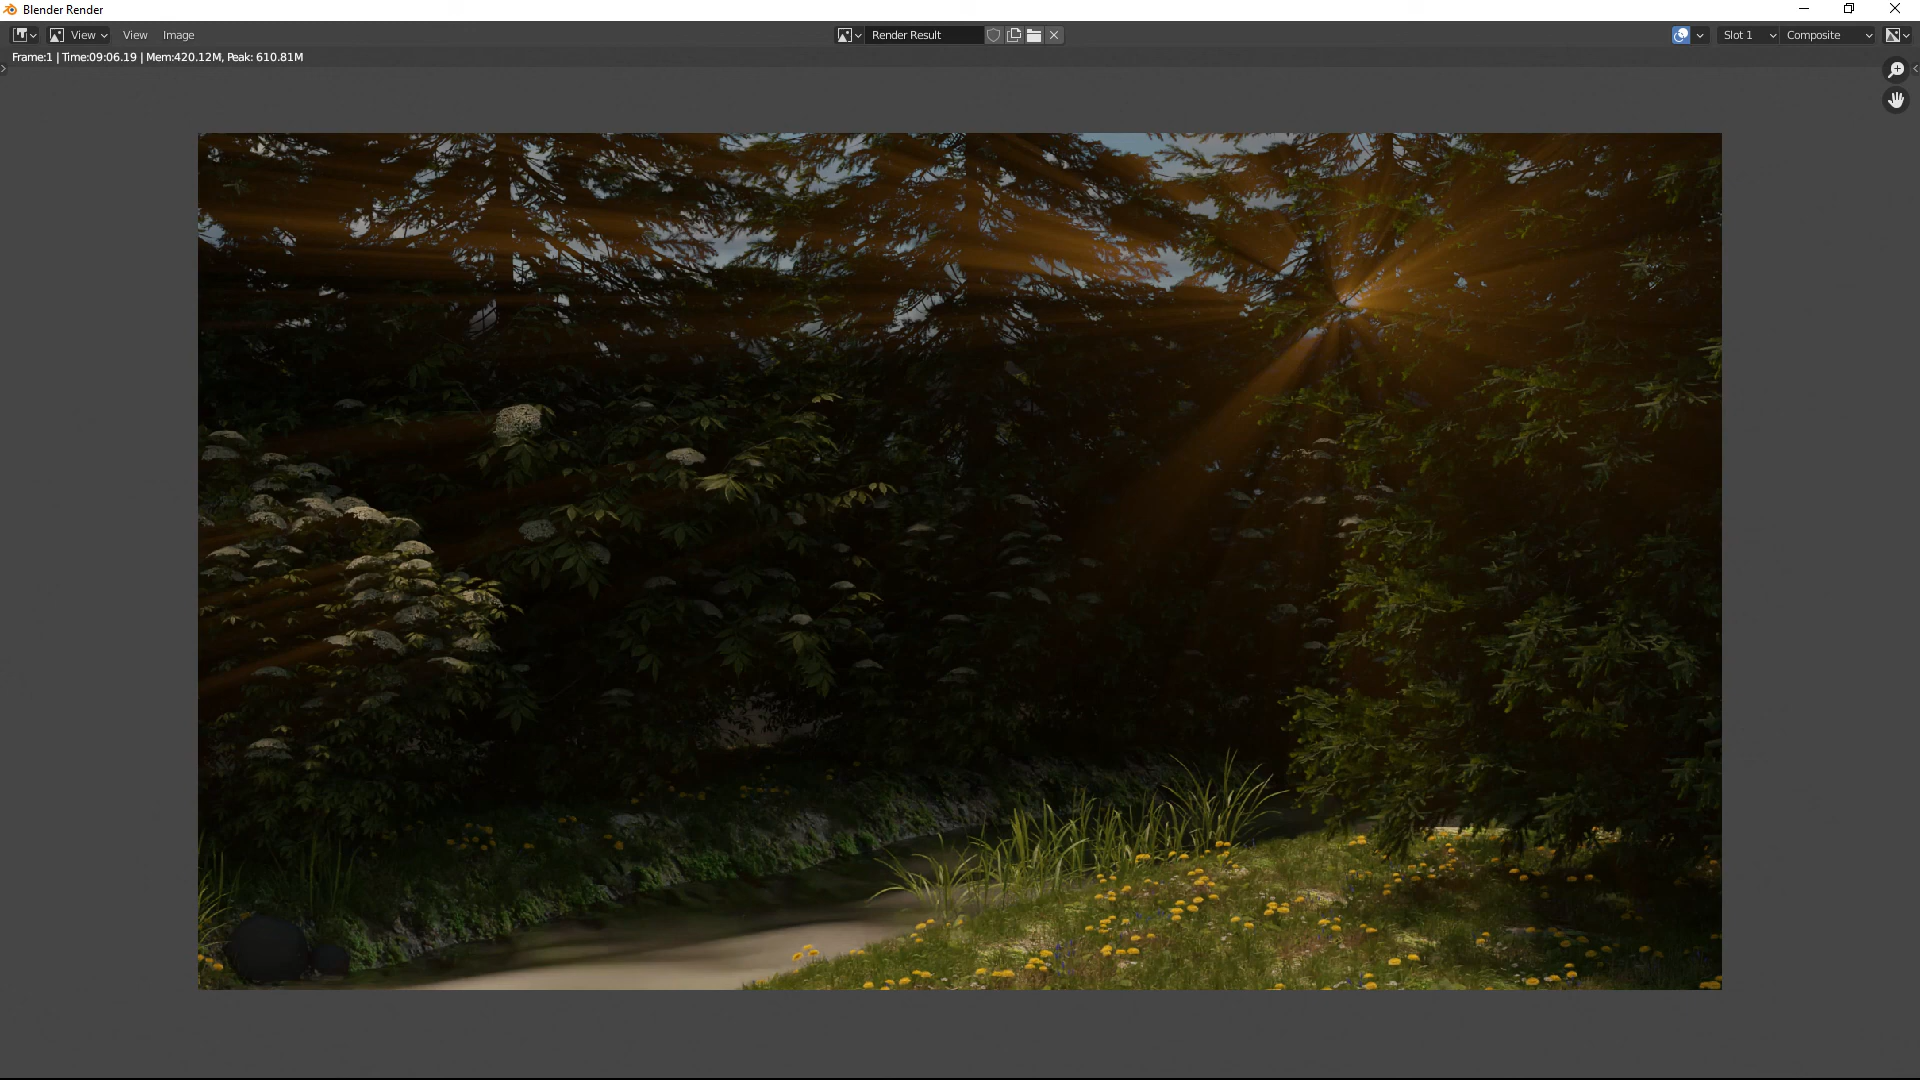 Blender Render
View View Image Render Result Slot 1 Composite
Frame:1 | Time:09:06.19 | Mem:420.12M, Peak: 610.81M